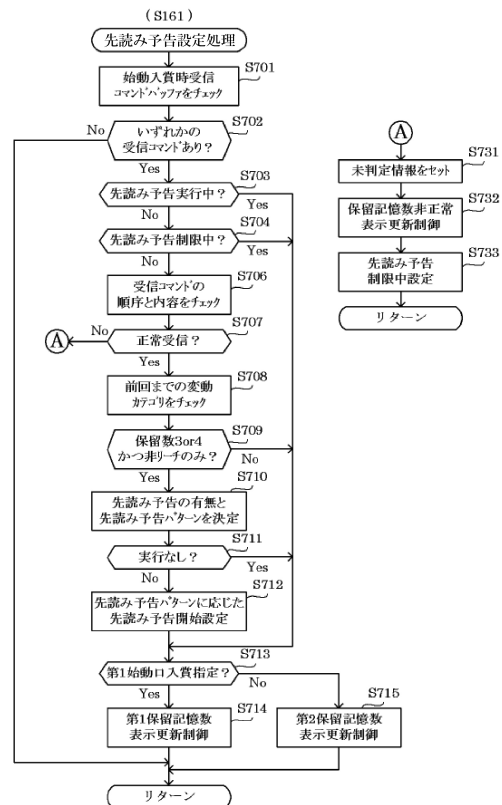 (S161)
先読み予告設定処理
S701
始動入賞時受信
コマンドバッファをチェック
S702
No
いずれかの
受信コマンドあり？
Yes
S703
先読み予告実行中？
Yes
No
S704
先読み予告制限中？
Yes
No
S706
受信コマンドの
順序と内容をチェック
S707
No
A
正常受信？
Yes
S708
前回までの変動
カテゴリをチェック
S709
保留数3or4
かつ非リーチのみ？
No
Yes
S710
先読み予告の有無と
先読み予告パターンを決定
S711
実行なし？
Yes
No
S712
先読み予告パターンに応じた
先読み予告開始設定
S713
第1始動口入賞指定？
No
Yes
S714
第1保留記憶数
表示更新制御
S715
第2保留記憶数
表示更新制御
リターン
A
S731
未判定情報をセット
S732
保留記憶数非正常
表示更新制御
S733
先読み予告
制限中設定
リターン